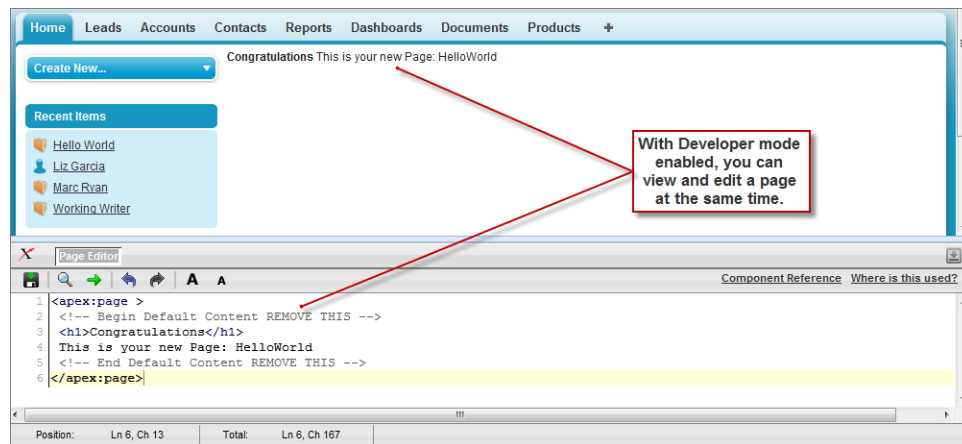 Home Leads Accounts Contacts Reports Dashboards Documents Products +
Create New...
Congratulations This is your new Page: HelloWorld
Recent Items
Hello World
Liz Garcia
Marc Ryan
Working Writer
With Developer mode
enabled, you can
view and edit a page
at the same time.
Page Editor
A A Component Reference Where is this used?
1 <apex:page >
2 <!-- Begin Default Content REMOVE THIS -->
3 <h1>Congratulations</h1>
4 This is your new Page: HelloWorld
5 <!-- End Default Content REMOVE THIS -->
6 </apex:page>
Position: Ln 6, Ch 13 Total: Ln 6, Ch 167